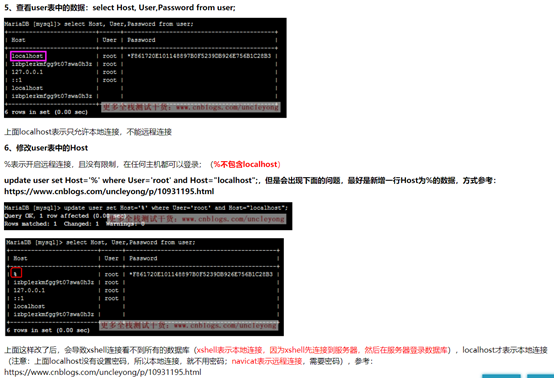 5、查看user表中的数据：select Host, User,Password from user;
MariaDB [mysql]> select Host, User,Password from user;
| Host | User | Password |
| localhost | root | *F861720E101148897B0F5239DB926E756B1C28B3 |
| izbp1ezkmfgg9t07swa0h3z | root | |
| 127.0.0.1 | root | |
| ::1 | root | |
| localhost | | |
| izbp1ezkmfgg9t07swa0h3z | | |
更多全栈测试干货：www.cnblogs.com/uncleyong
6 rows in set (0.00 sec)
上面localhost表示只允许本地连接，不能远程连接
6、修改user表中的Host
%表示开启远程连接，且没有限制，在任何主机都可以登录；（%不包含localhost）
update user set Host='%' where User='root' and Host="localhost";，但是会出现下面的问题，最好是新增一行Host为%的数据，方式参考：
https://www.cnblogs.com/uncleyong/p/10931195.html
MariaDB [mysql]> update user set Host='%' where User='root' and Host="localhost";
Query OK, 1 row affected (0.00 sec)
Rows matched: 1 Changed: 1 Warnings: 0
更多全栈测试干货：www.cnblogs.com/uncleyong
MariaDB [mysql]> select Host, User,Password from user;
| Host | User | Password |
| % | root | *F861720E101148897B0F5239DB926E756B1C28B3 |
| izbp1ezkmfgg9t07swa0h3z | root | |
| 127.0.0.1 | root | |
| ::1 | root | |
| localhost | | |
| izbp1ezkmfgg9t07swa0h3z | | |
更多全栈测试干货：www.cnblogs.com/uncleyong
6 rows in set (0.00 sec)
上面这样改了后，会导致xshell连接看不到所有的数据库（xshell表示本地连接，因为xshell先连接到服务器，然后在服务器登录数据库），localhost才表示本地连接
（注意：上面localhost没有设置密码，所以本地连接，就不用密码；navicat表示远程连接，需要密码），参考：
https://www.cnblogs.com/uncleyong/p/10931195.html